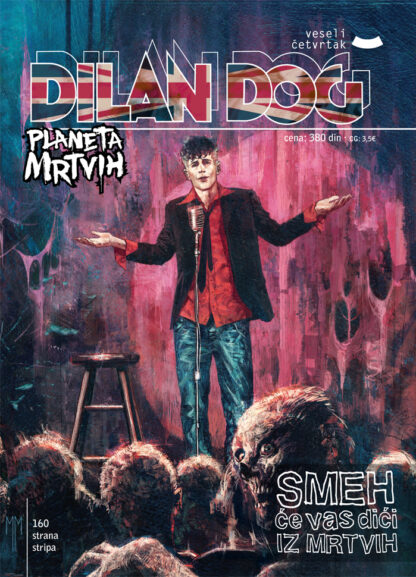 veseli
četvrtak
DILAN DOG
PLANETA
MRTVIH
cena: 380 din · CG: 3,5€
SMEH
će vas dići
IZ MRTVIH
160
strana
stripa
MM